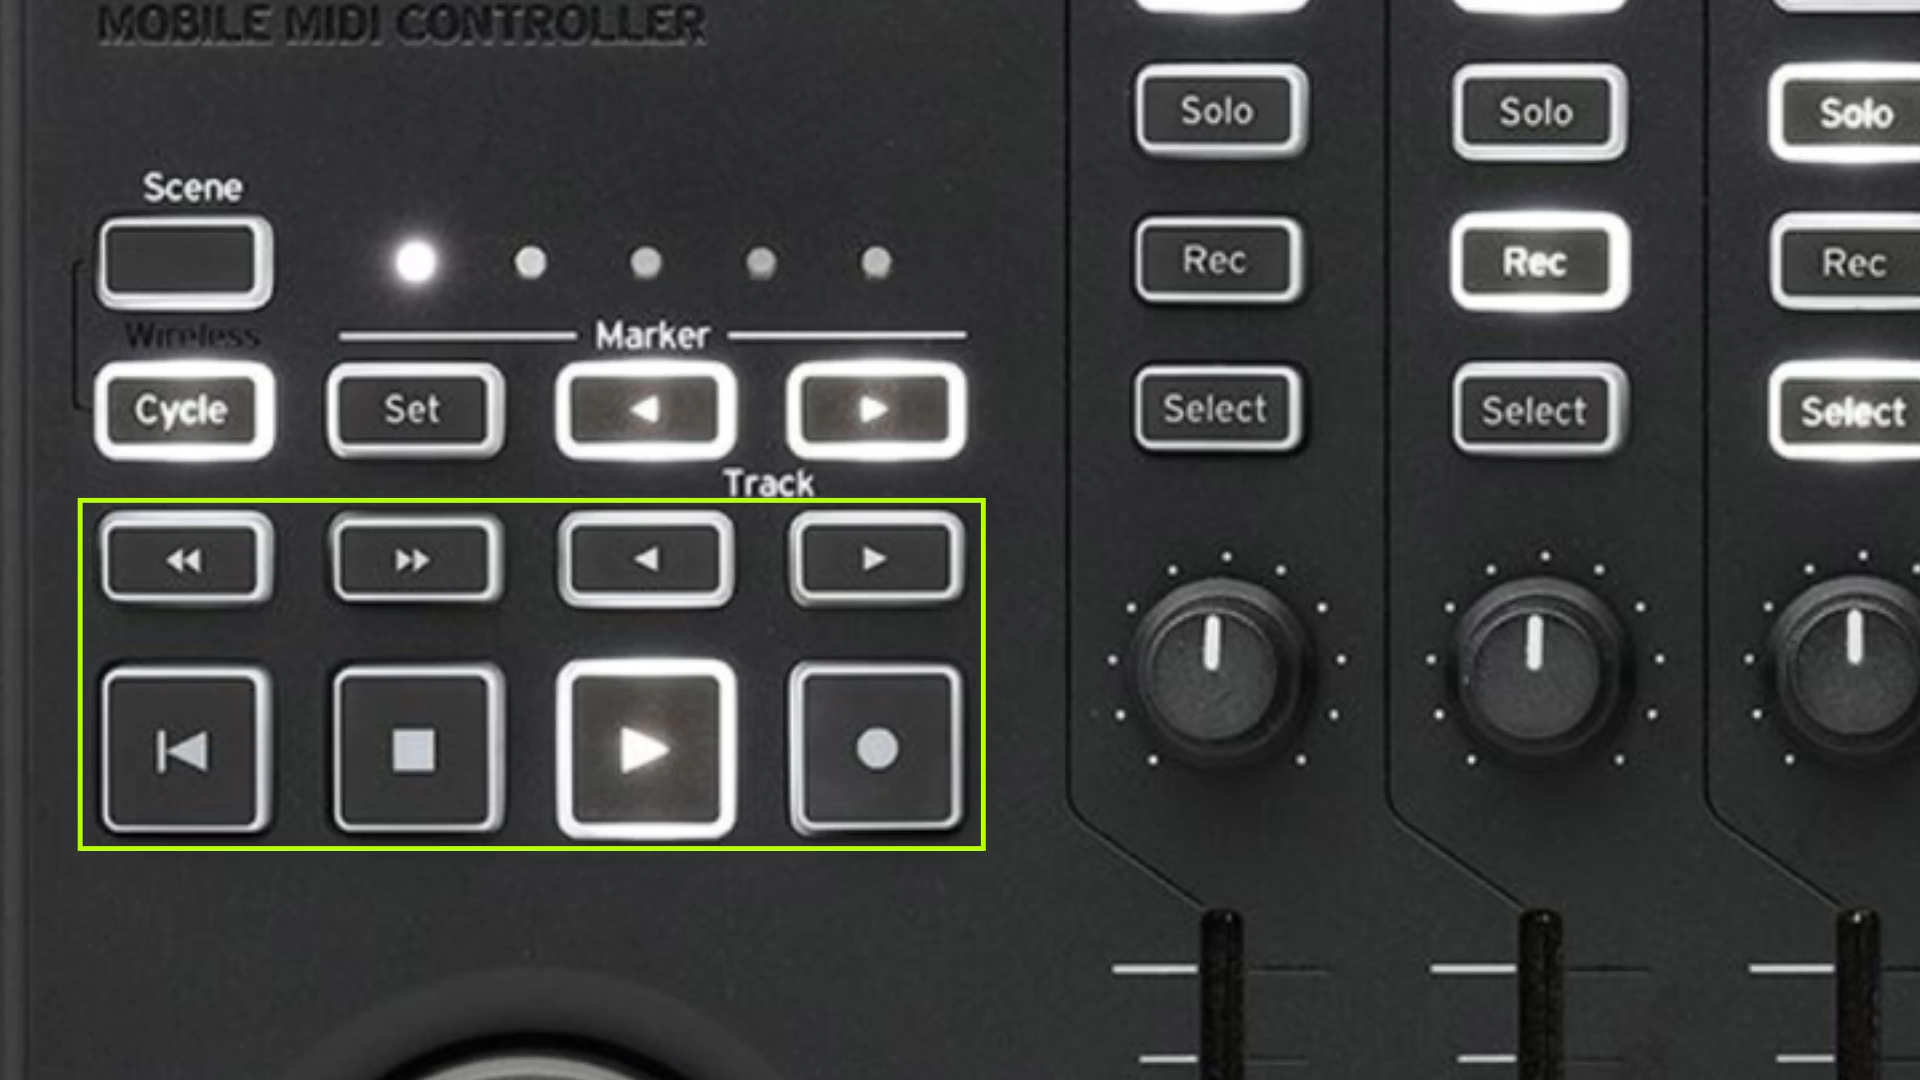 MOBILE MIDI CONTROLLER
Solo Solo Solo
Scene
Rec Rec Rec
Wireless
Marker
Cycle Set
Select Select Select
Track